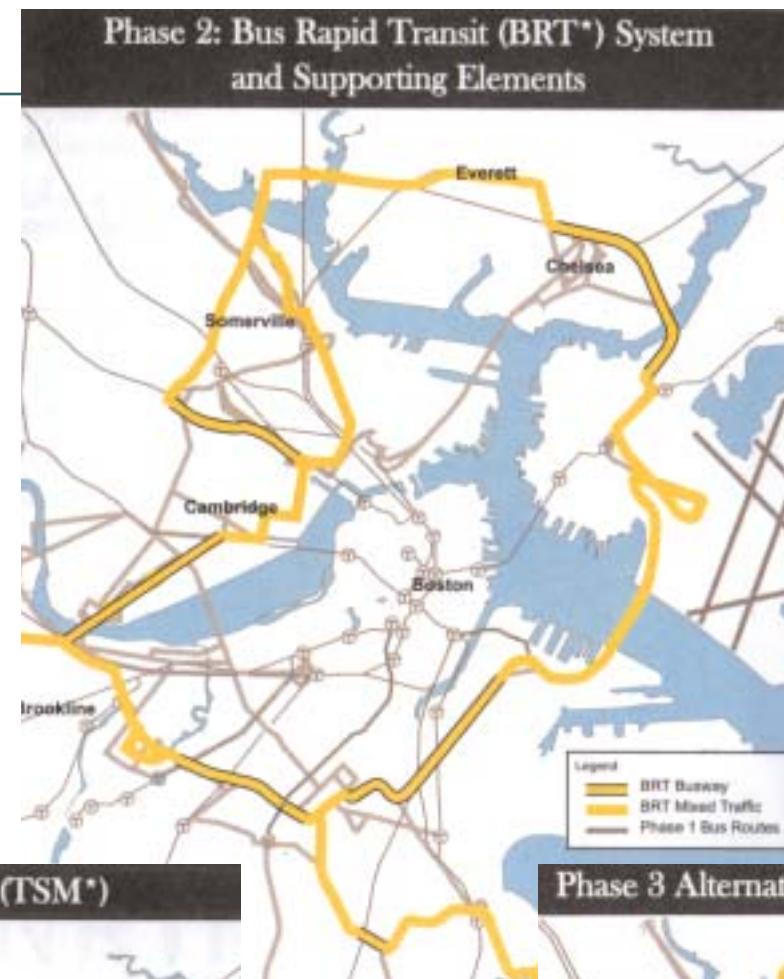 Phase 2: Bus Rapid Transit (BRT*) System
and Supporting Elements
Everett
Chelsea
Somerville
Cambridge
Boston
Brookline
Legend
BRT Busway
BRT Mixed Traffic
Phase 1 Bus Routes
(TSM*)
Phase 3 Alternat